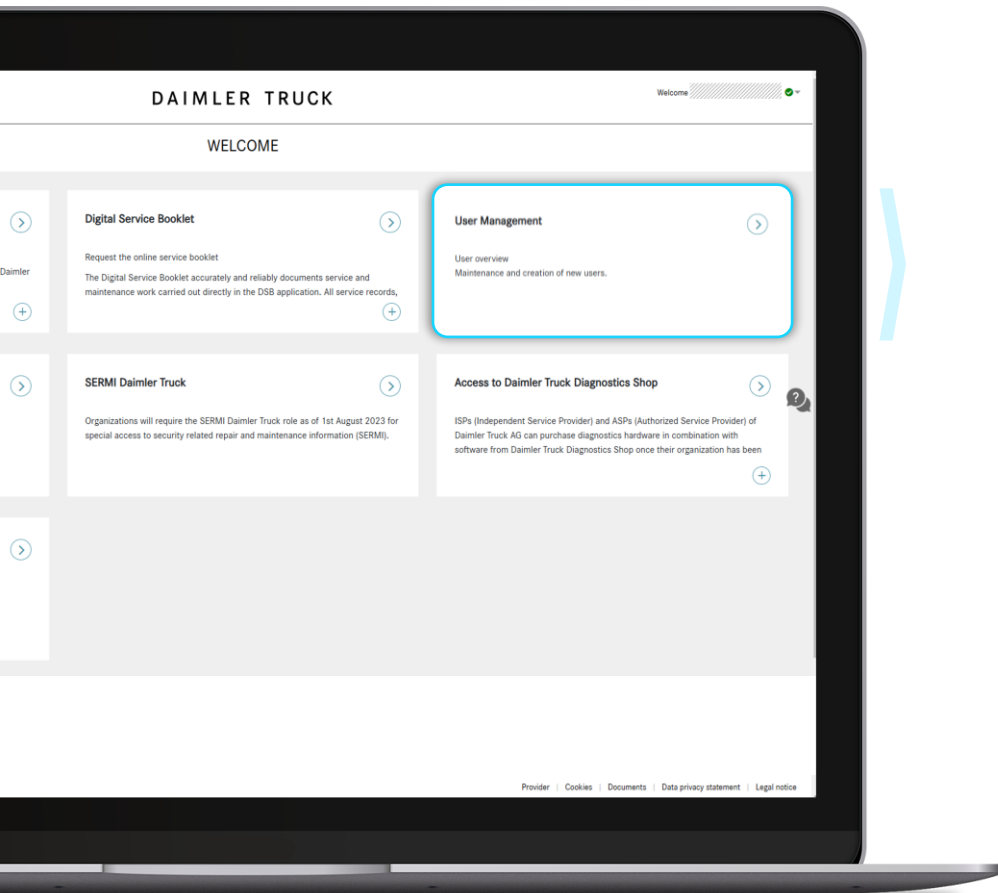 DAIMLER TRUCK
Welcome
WELCOME
Daimler
Digital Service Booklet
Request the online service booklet
The Digital Service Booklet accurately and reliably documents service and
maintenance work carried out directly in the DSB application. All service records,
User Management
User overview
Maintenance and creation of new users.
SERMI Daimler Truck
Organizations will require the SERMI Daimler Truck role as of 1st August 2023 for
special access to security related repair and maintenance information (SERMI).
Access to Daimler Truck Diagnostics Shop
ISPs (Independent Service Provider) and ASPs (Authorized Service Provider) of
Daimler Truck AG can purchase diagnostics hardware in combination with
software from Daimler Truck Diagnostics Shop once their organization has been
?
Provider | Cookies | Documents | Data privacy statement | Legal notice